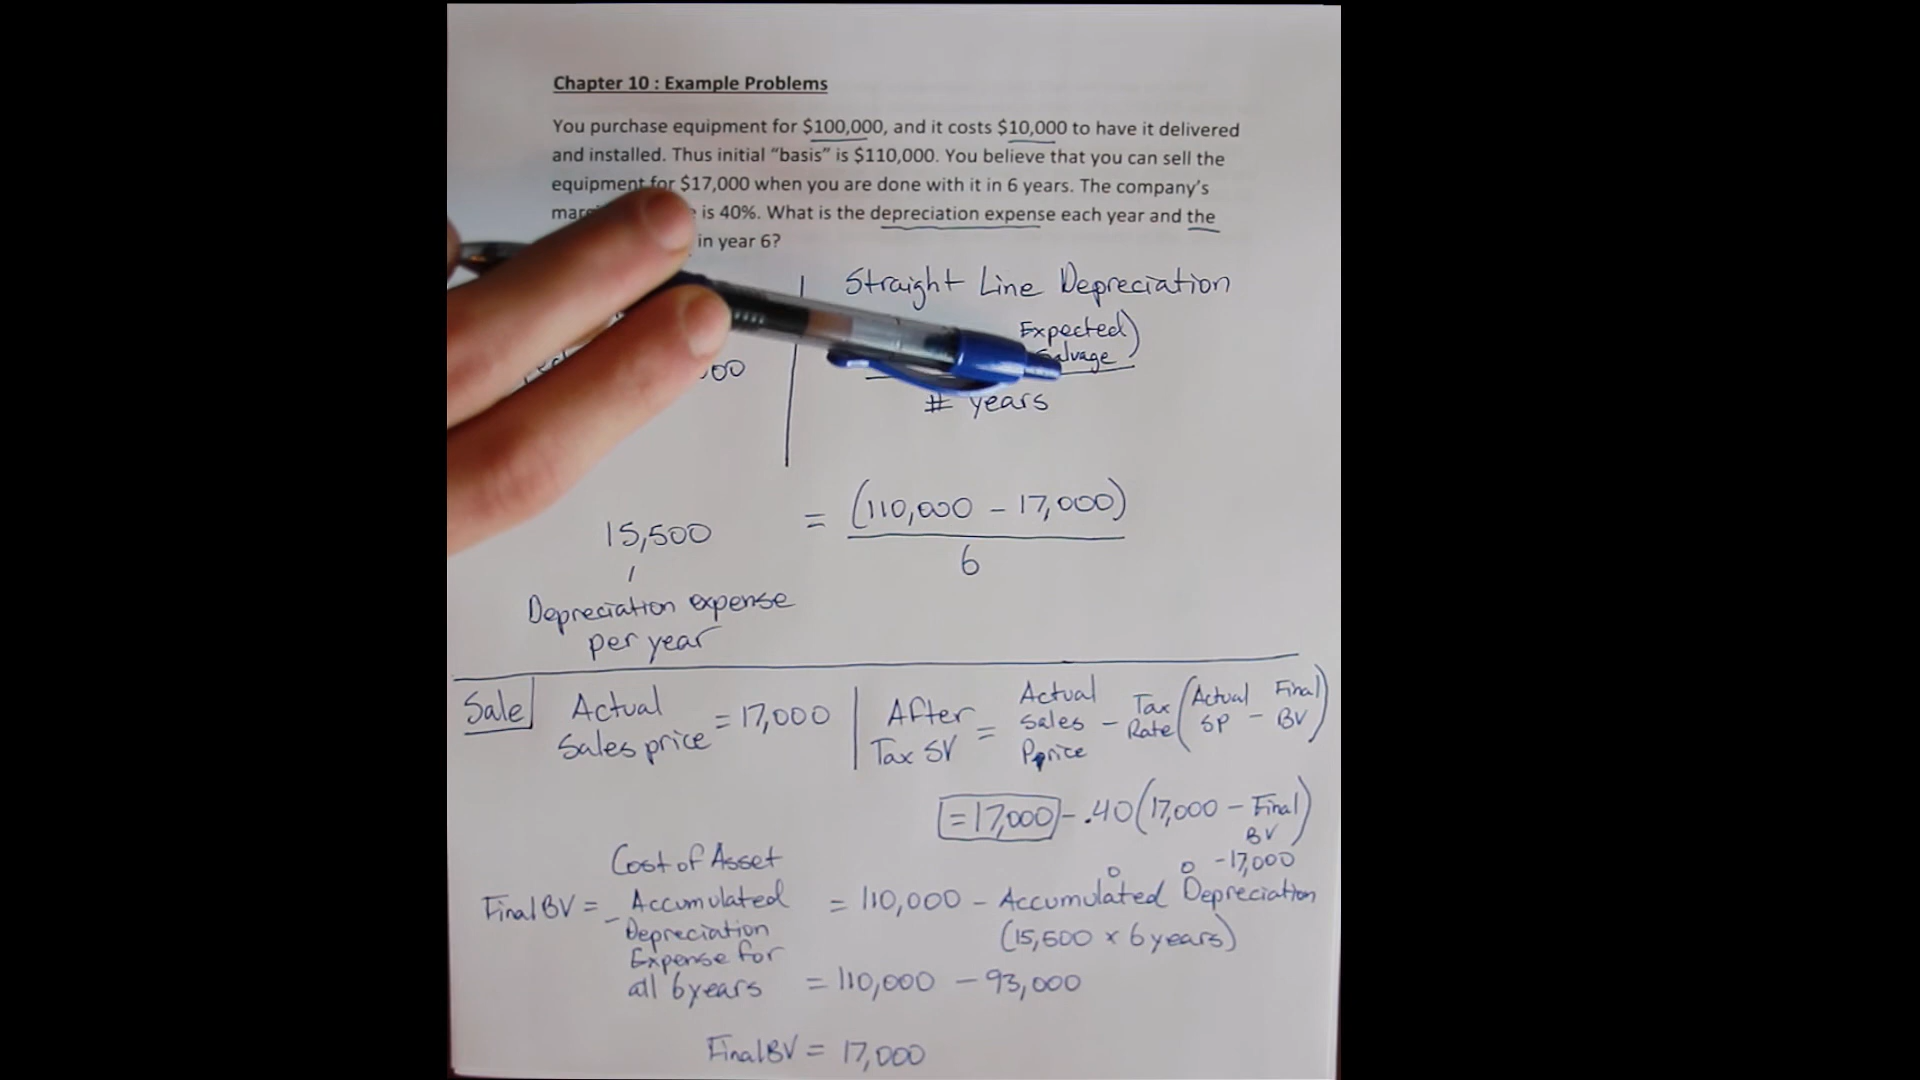 Chapter 10 : Example Problems
You purchase equipment for $100,000, and it costs $10,000 to have it delivered
and installed. Thus initial “basis” is $110,000. You believe that you can sell the
equipment for $17,000 when you are done with it in 6 years. The company’s
is 40%. What is the depreciation expense each year and the
in year 6?
Straight Line Depreciation
Expected)
Salvage
# years
= (110,000 - 17,000)
6
15,500
Depreciation expense
per year
Sale
Actual
Sales price = 17,000
After
Tax SV = Actual
Sales
Pprice - Tax
Rate (Actual
SP - Final
BV)
= 17,000 - .40 (17,000 - Final
BV)
0 0 -17,000
Final BV = Cost of Asset
- Accumulated
Depreciation
Expense for
all 6 years
= 110,000 - Accumulated Depreciation
(15,500 x 6 years)
= 110,000 - 93,000
Final BV = 17,000